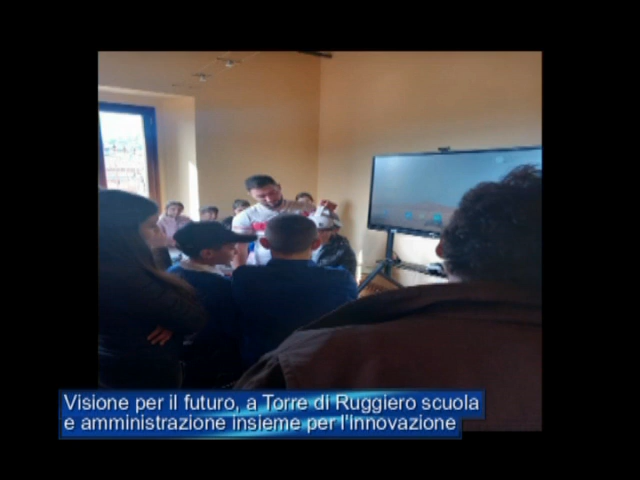 Visione per il futuro, a Torre di Ruggiero scuola
e amministrazione insieme per l'innovazione